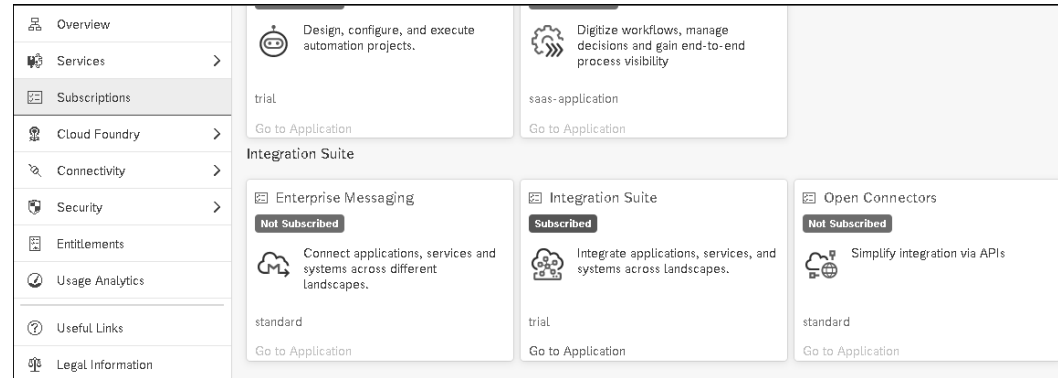 Overview
Services
Subscriptions
Cloud Foundry
Connectivity
Security
Entitlements
Usage Analytics
Useful Links
Legal Information
Design, configure, and execute
automation projects.
trial
Go to Application
Digitize workflows, manage
decisions and gain end-to-end
process visibility
saas-application
Go to Application
Integration Suite
Enterprise Messaging
Not Subscribed
Connect applications, services and
systems across different
landscapes.
standard
Go to Application
Integration Suite
Subscribed
Integrate applications, services, and
systems across landscapes.
trial
Go to Application
Open Connectors
Not Subscribed
Simplify integration via APIs
standard
Go to Application